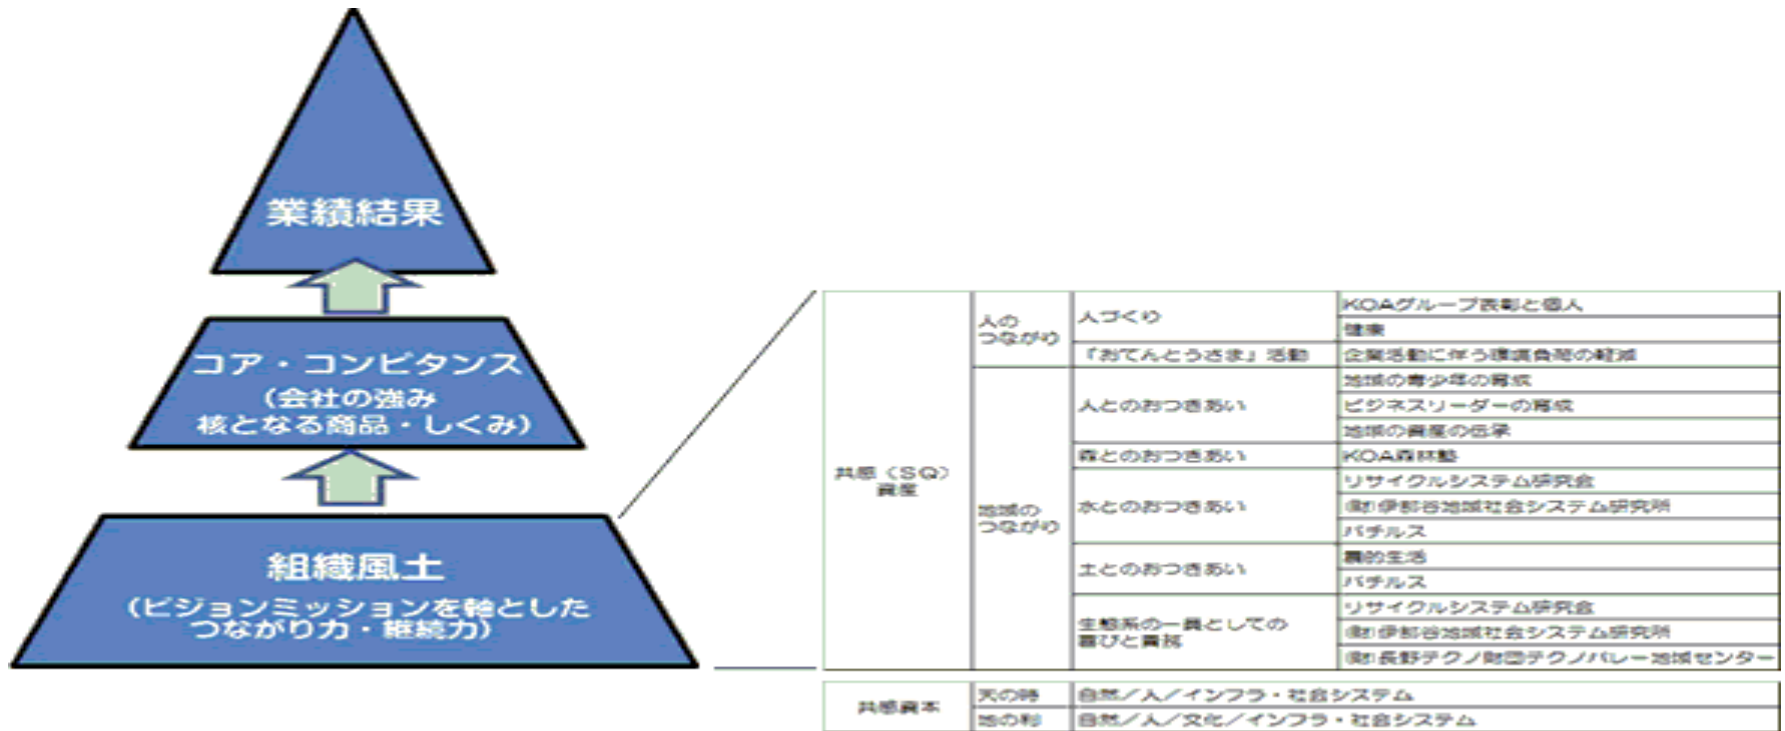 業績結果
コア・コンピタンス
(会社の強み
核となる商品・しくみ)
組織風土
(ビジョンミッションを軸とした
つながり力・継続力)
共感(SQ)
資産
人の
つながり
人づくり
KOAグループ表彰と個人
健康
「おてんとうさま」活動
企業活動に伴う環境負荷の軽減
地域の
つながり
人とのおつきあい
地域の青少年の育成
ビジネスリーダーの育成
地域の資産の伝承
森とのおつきあい
KOA森林塾
水とのおつきあい
リサイクルシステム研究会
(財)伊那谷地域社会システム研究所
バチルス
土とのおつきあい
農的生活
バチルス
生態系の一員としての
喜びと責務
リサイクルシステム研究会
(財)伊那谷地域社会システム研究所
(財)長野テクノ財団テクノバレー地域センター
共感資本
天の時
自然/人/インフラ・社会システム
地の利
自然/人/文化/インフラ・社会システム